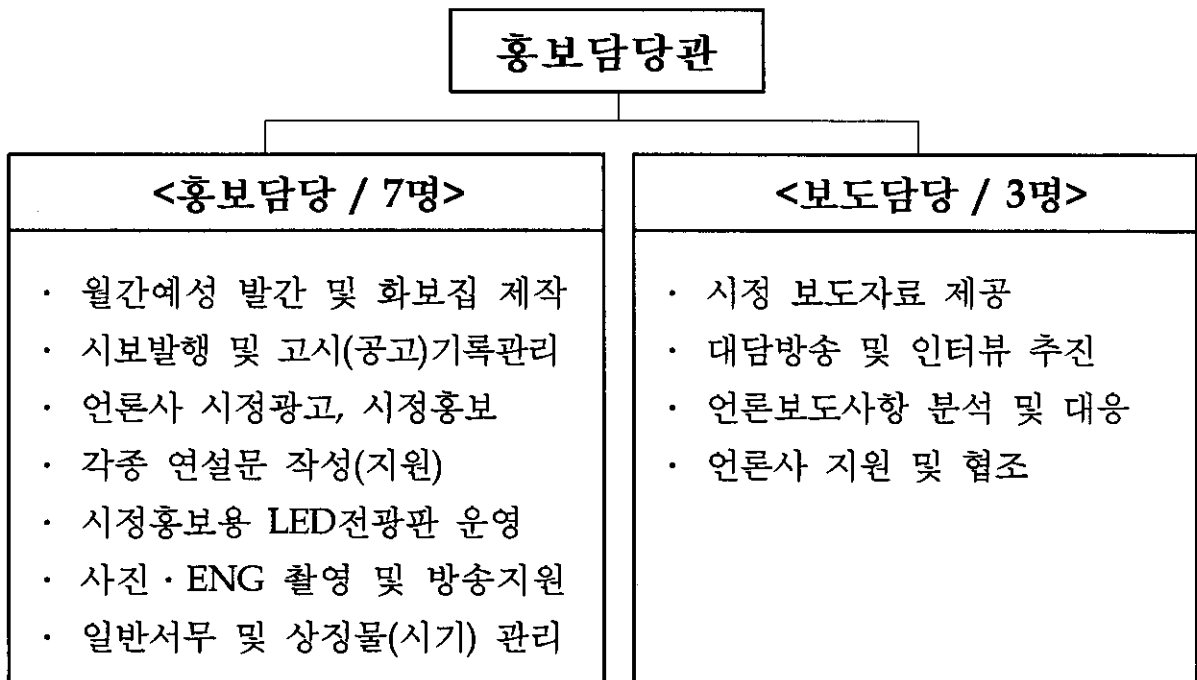 홍보담당관
<홍보담당 / 7명>
· 월간예성 발간 및 화보집 제작
· 시보발행 및 고시(공고)기록관리
· 언론사 시정광고, 시정홍보
· 각종 연설문 작성(지원)
· 시정홍보용 LED전광판 운영
· 사진 · ENG 촬영 및 방송지원
· 일반서무 및 상징물(시기) 관리
<보도담당 / 3명>
· 시정 보도자료 제공
· 대담방송 및 인터뷰 추진
· 언론보도사항 분석 및 대응
· 언론사 지원 및 협조